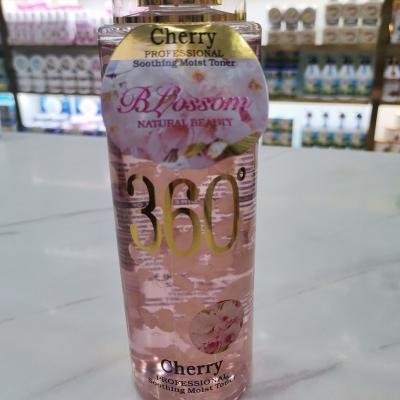 Cherry
PROFESSIONAL
Soothing Moist Toner
BLossom
NATURAL BEAUTY
360°
Cherry
PROFESSIONAL
Soothing Moist Toner